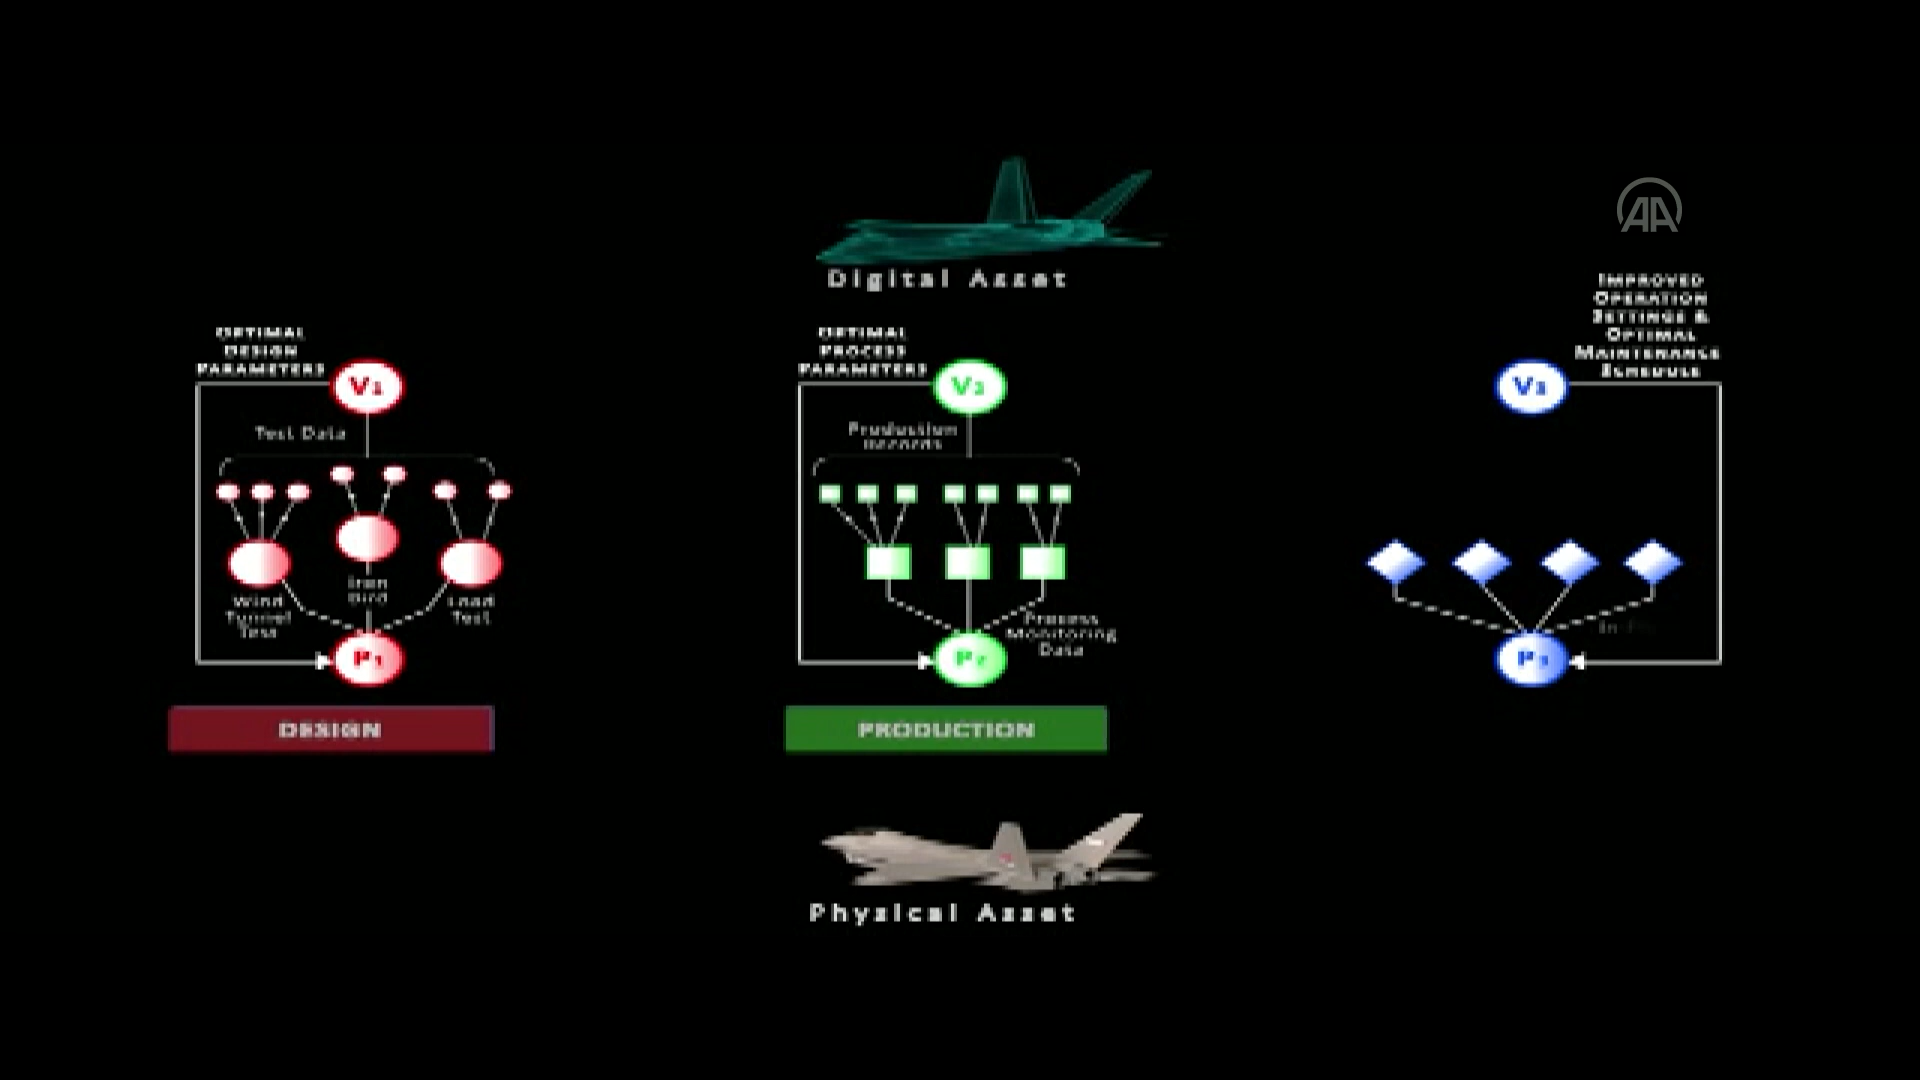 AA
Digital Asset
OPTIMAL
DESIGN
PARAMETERS
V1
Test Data
Wind
Tunnel
Test
Iron
Bird
Load
Test
P1
DESIGN
OPTIMAL
PROCESS
PARAMETERS
V2
Production
Records
Process
Monitoring
Data
P2
PRODUCTION
IMPROVED
OPERATION
SETTINGS &
OPTIMAL
MAINTENANCE
SCHEDULE
V3
P3
Physical Asset